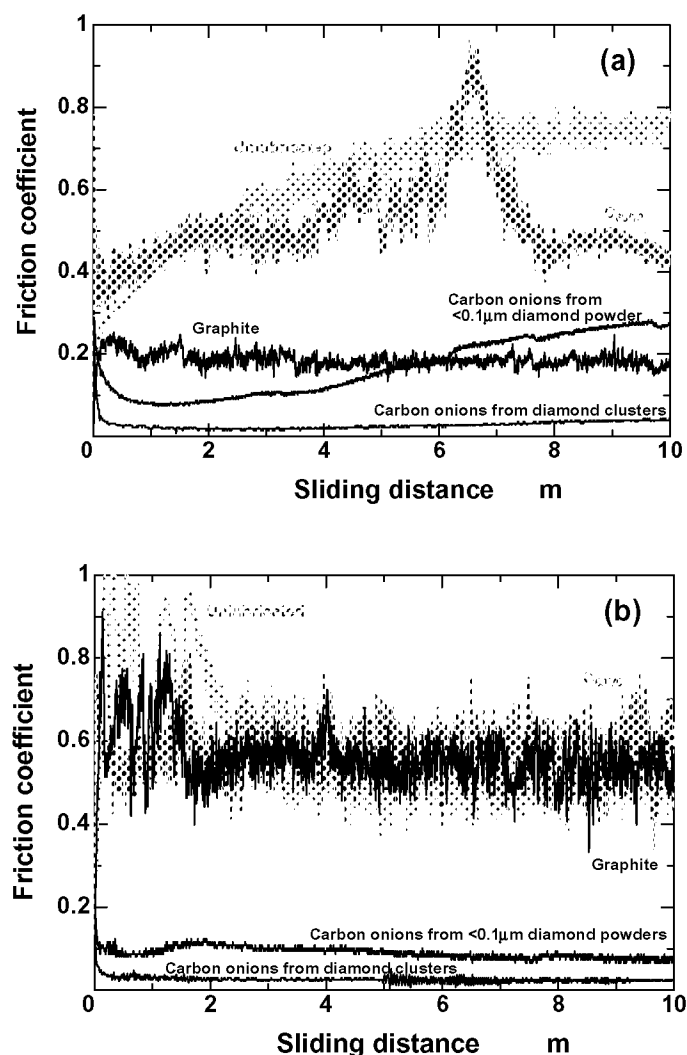 1
(a)
0.8
0.6
0.4
0.2
0
Friction coefficient
Carbon onions from
<0.1μm diamond powder
Graphite
Carbon onions from diamond clusters
0 2 4 6 8 10
Sliding distance m
1
(b)
0.8
0.6
0.4
0.2
Friction coefficient
Graphite
Carbon onions from <0.1μm diamond powders
Carbon onions from diamond clusters
0 2 4 6 8 10
Sliding distance m